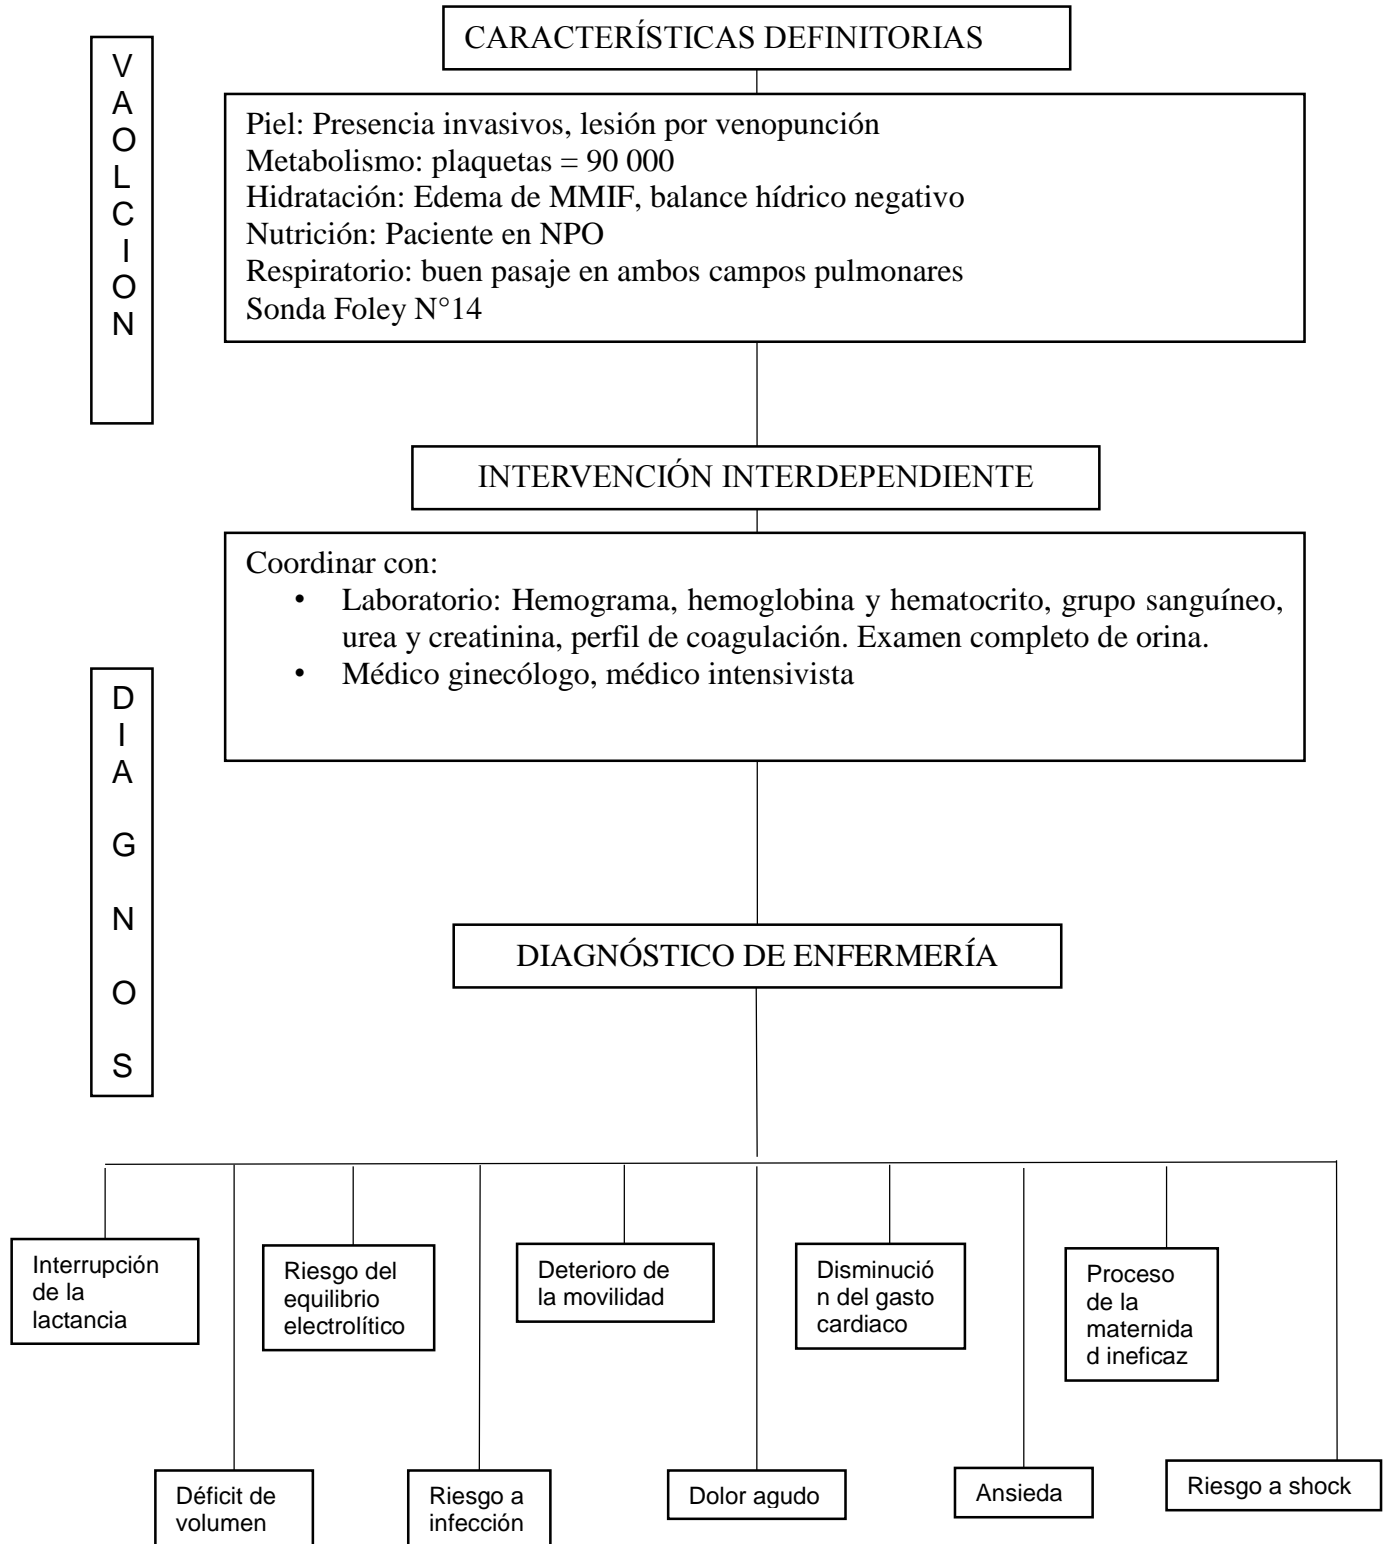 CARACTERÍSTICAS DEFINITORIAS
V
A
O
L
C
I
O
N
Piel: Presencia invasivos, lesión por venopunción
Metabolismo: plaquetas = 90 000
Hidratación: Edema de MMIF, balance hídrico negativo
Nutrición: Paciente en NPO
Respiratorio: buen pasaje en ambos campos pulmonares
Sonda Foley N°14
INTERVENCIÓN INTERDEPENDIENTE
Coordinar con:
• Laboratorio: Hemograma, hemoglobina y hematocrito, grupo sanguíneo,
urea y creatinina, perfil de coagulación. Examen completo de orina.
• Médico ginecólogo, médico intensivista
D
I
A
G
N
O
S
DIAGNÓSTICO DE ENFERMERÍA
Interrupción
de la
lactancia
Riesgo del
equilibrio
electrolítico
Deterioro de
la movilidad
Disminució
n del gasto
cardiaco
Proceso
de la
maternida
d ineficaz
Déficit de
volumen
Riesgo a
infección
Dolor agudo
Ansieda
Riesgo a shock